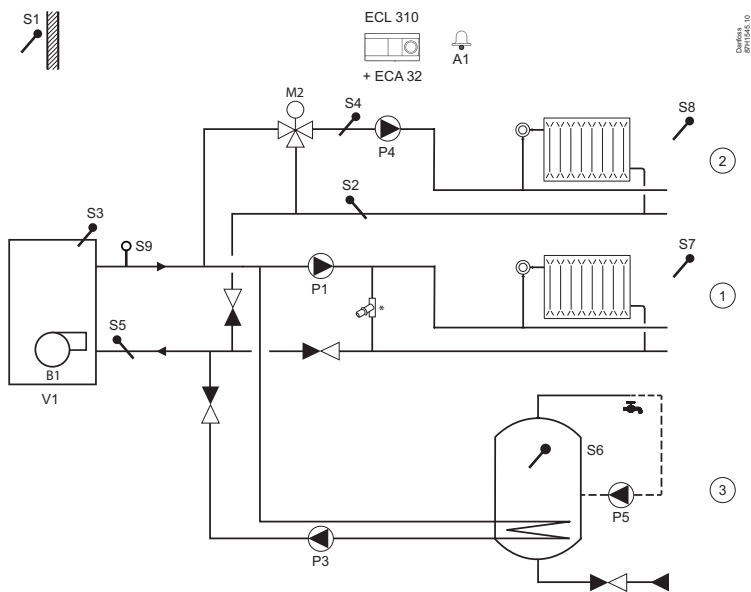 S1
ECL 310
+ ECA 32
A1
Danfoss
87H1545.10
M2
S4
P4
S8
2
S2
S3
S9
P1
S7
*
1
S5
B1
V1
S6
3
P5
P3